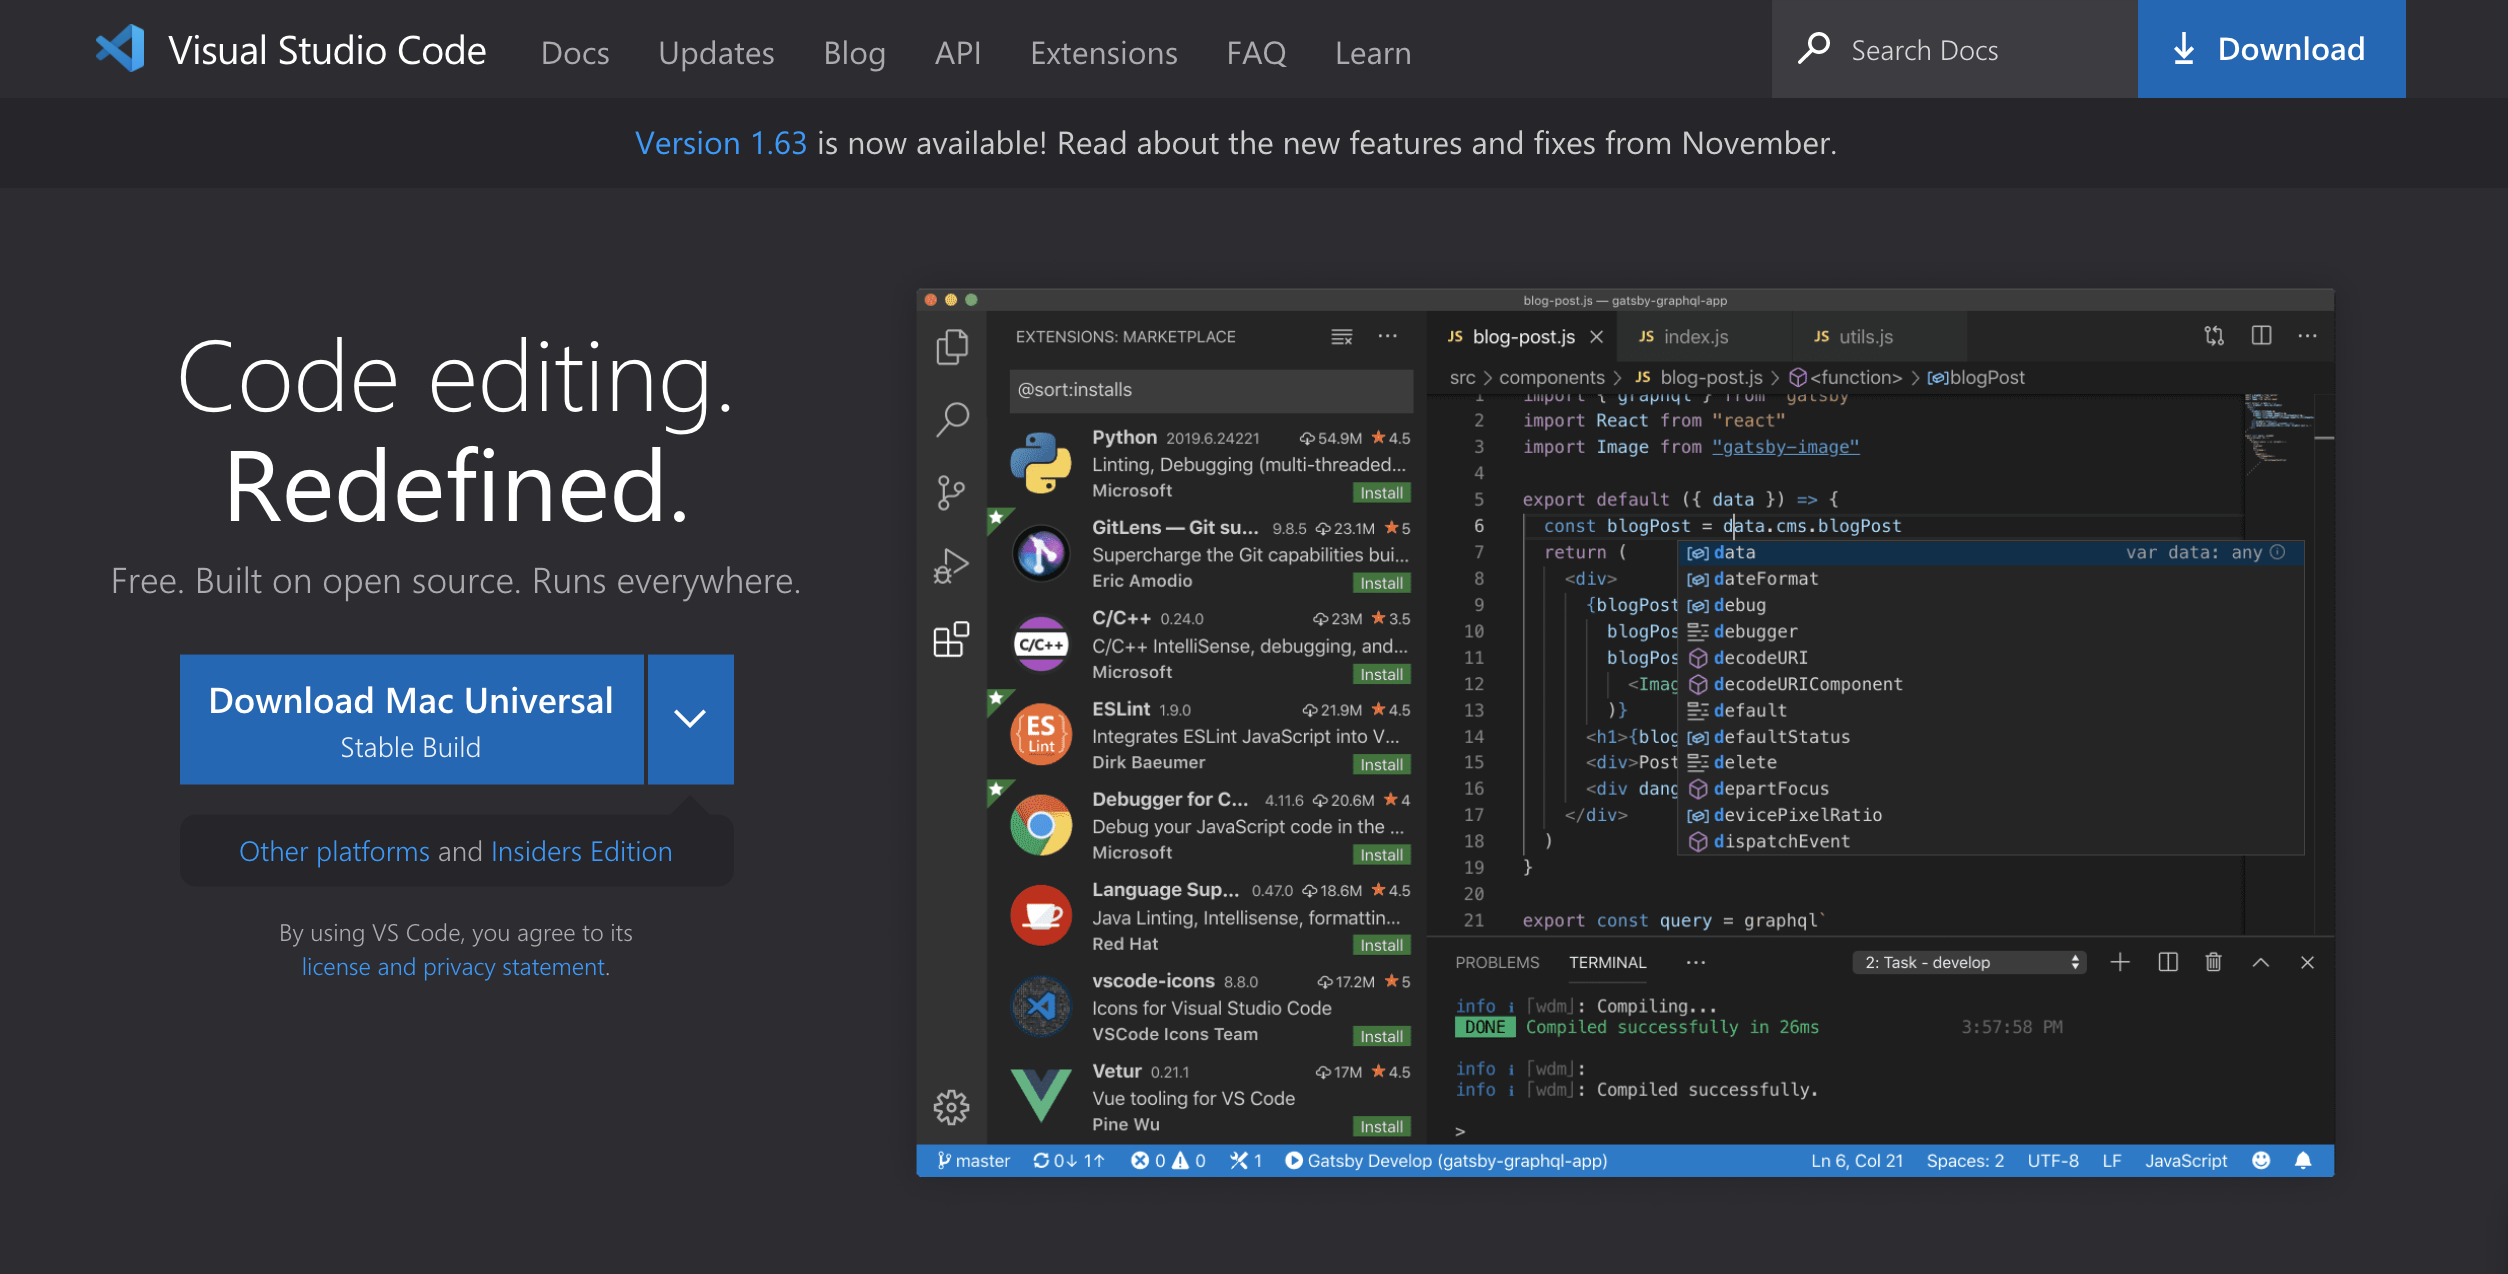 Visual Studio Code Docs Updates Blog API Extensions FAQ Learn Search Docs Download
Version 1.63 is now available! Read about the new features and fixes from November.
Code editing.
Redefined.
Free. Built on open source. Runs everywhere.
Download Mac Universal
Stable Build
Other platforms and Insiders Edition
By using VS Code, you agree to its
license and privacy statement.
blog-post.js — gatsby-graphql-app
EXTENSIONS: MARKETPLACE
@sort:installs
Python 2019.6.24221 54.9M 4.5
Linting, Debugging (multi-threaded...
Microsoft Install
GitLens — Git su... 9.8.5 23.1M 5
Supercharge the Git capabilities bui...
Eric Amodio Install
C/C++
C/C++ 0.24.0 23M 3.5
C/C++ IntelliSense, debugging, and...
Microsoft Install
ES
Lint
ESLint 1.9.0 21.9M 4.5
Integrates ESLint JavaScript into V...
Dirk Baeumer Install
Debugger for C... 4.11.6 20.6M 4
Debug your JavaScript code in the ...
Microsoft Install
Language Sup... 0.47.0 18.6M 4.5
Java Linting, Intellisense, formattin...
Red Hat Install
vscode-icons 8.8.0 17.2M 5
Icons for Visual Studio Code
VSCode Icons Team Install
Vetur 0.21.1 17M 4.5
Vue tooling for VS Code
Pine Wu Install
JS blog-post.js JS index.js JS utils.js
src > components > JS blog-post.js > <function> > blogPost
1 import { graphql } from "gatsby"
2 import React from "react"
3 import Image from "gatsby-image"
4
5 export default ({ data }) => {
6 const blogPost = data.cms.blogPost
7 return (
8 <div>
9 {blogPost
10 blogPos
11 blogPos
12 <Imag
13 )}
14 <h1>{blog
15 <div>Post
16 <div dang
17 </div>
18 )
19 }
20
21 export const query = graphql`
data var data: any
dateFormat
debug
debugger
decodeURI
decodeURIComponent
default
defaultStatus
delete
departFocus
devicePixelRatio
dispatchEvent
PROBLEMS TERMINAL ... 2: Task - develop
info i ｢wdm｣: Compiling...
DONE Compiled successfully in 26ms 3:57:58 PM
info i ｢wdm｣:
info i ｢wdm｣: Compiled successfully.
>
master 0↓ 1↑ 0 0 1 Gatsby Develop (gatsby-graphql-app) Ln 6, Col 21 Spaces: 2 UTF-8 LF JavaScript